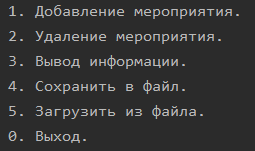 1. Добавление мероприятия.
2. Удаление мероприятия.
3. Вывод информации.
4. Сохранить в файл.
5. Загрузить из файла.
0. Выход.